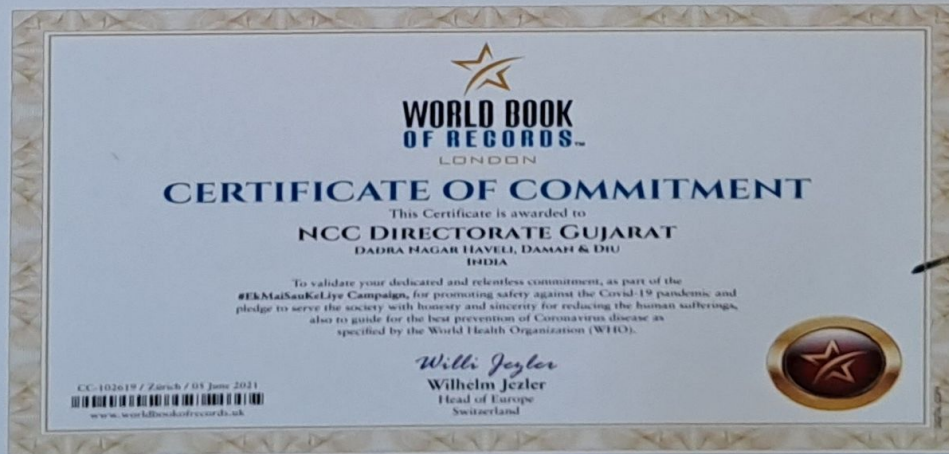 WORLD BOOK
OF RECORDS™
LONDON
CERTIFICATE OF COMMITMENT
This Certificate is awarded to
NCC DIRECTORATE GUJARAT
DADRA NAGAR HAVELI, DAMAN & DIU
INDIA
To validate your dedicated and relentless commitment, as part of the
#EkMaiSauKeLiye Campaign, for promoting safety against the Covid-19 pandemic and
pledge to serve the society with honesty and sincerity for reducing the human sufferings,
also to guide for the best prevention of Coronavirus disease as
specified by the World Health Organization (WHO).
Willi Jezler
Wilhelm Jezler
Head of Europe
Switzerland
CC-102619 / Zürich / 05 June 2021
www.worldbookofrecords.uk